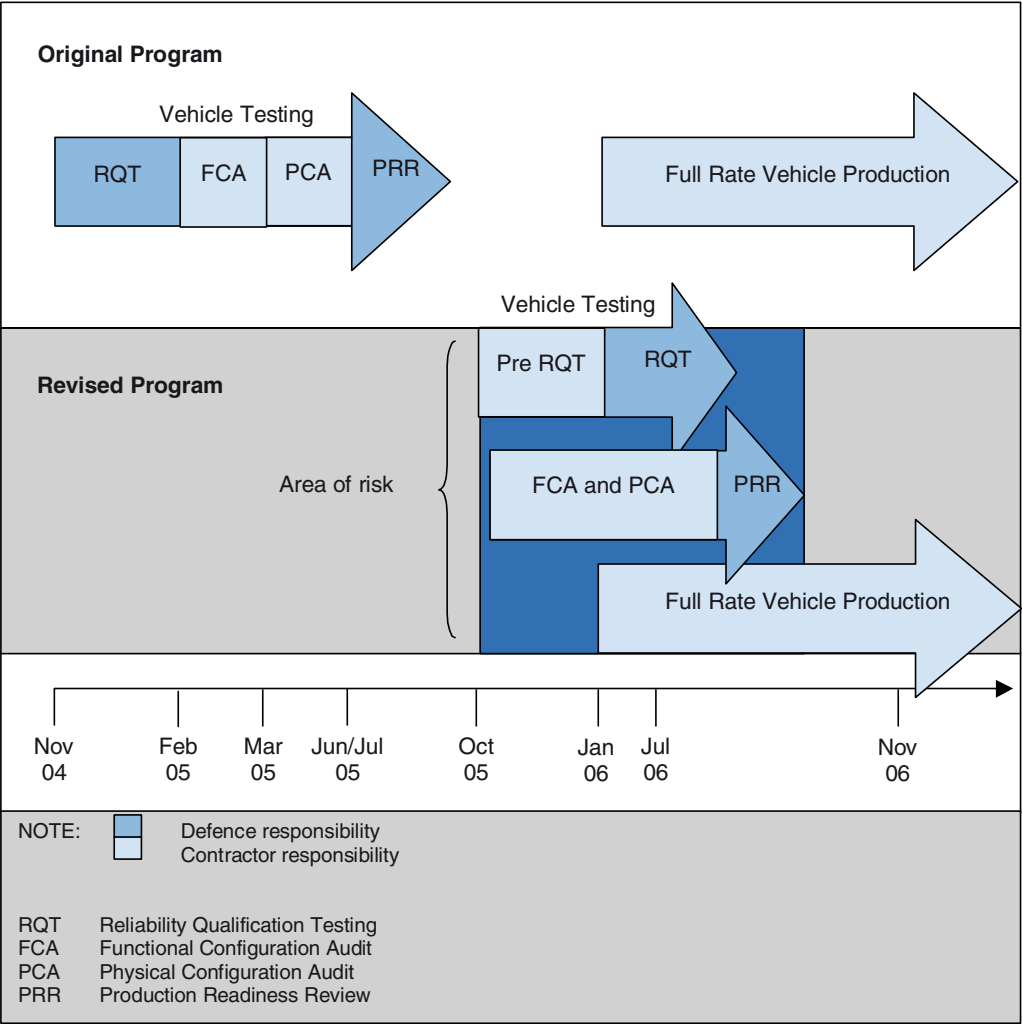 Original Program
Vehicle Testing
RQT
FCA
PCA
PRR
Full Rate Vehicle Production
Vehicle Testing
Pre RQT
RQT
Revised Program
Area of risk
FCA and PCA
PRR
Full Rate Vehicle Production
Nov
04
Feb
05
Mar
05
Jun/Jul
05
Oct
05
Jan
06
Jul
06
Nov
06
NOTE:
Defence responsibility
Contractor responsibility
RQT Reliability Qualification Testing
FCA Functional Configuration Audit
PCA Physical Configuration Audit
PRR Production Readiness Review